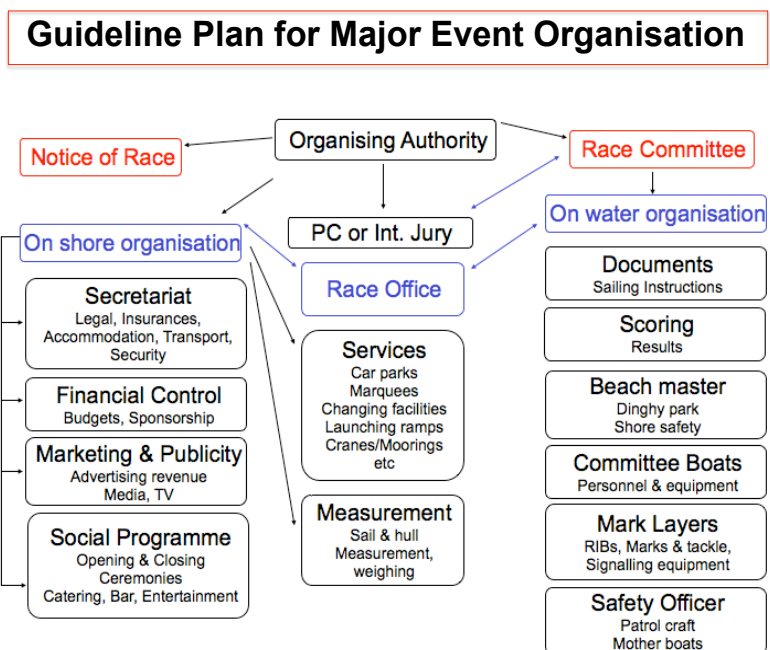 Guideline Plan for Major Event Organisation
Organising Authority
Notice of Race
Race Committee
On shore organisation
PC or Int. Jury
On water organisation
Race Office
Secretariat
Legal, Insurances,
Accommodation, Transport,
Security
Financial Control
Budgets, Sponsorship
Marketing & Publicity
Advertising revenue
Media, TV
Social Programme
Opening & Closing
Ceremonies
Catering, Bar, Entertainment
Services
Car parks
Marquees
Changing facilities
Launching ramps
Cranes/Moorings
etc
Measurement
Sail & hull
Measurement,
weighing
Documents
Sailing Instructions
Scoring
Results
Beach master
Dinghy park
Shore safety
Committee Boats
Personnel & equipment
Mark Layers
RIBs, Marks & tackle,
Signalling equipment
Safety Officer
Patrol craft
Mother boats